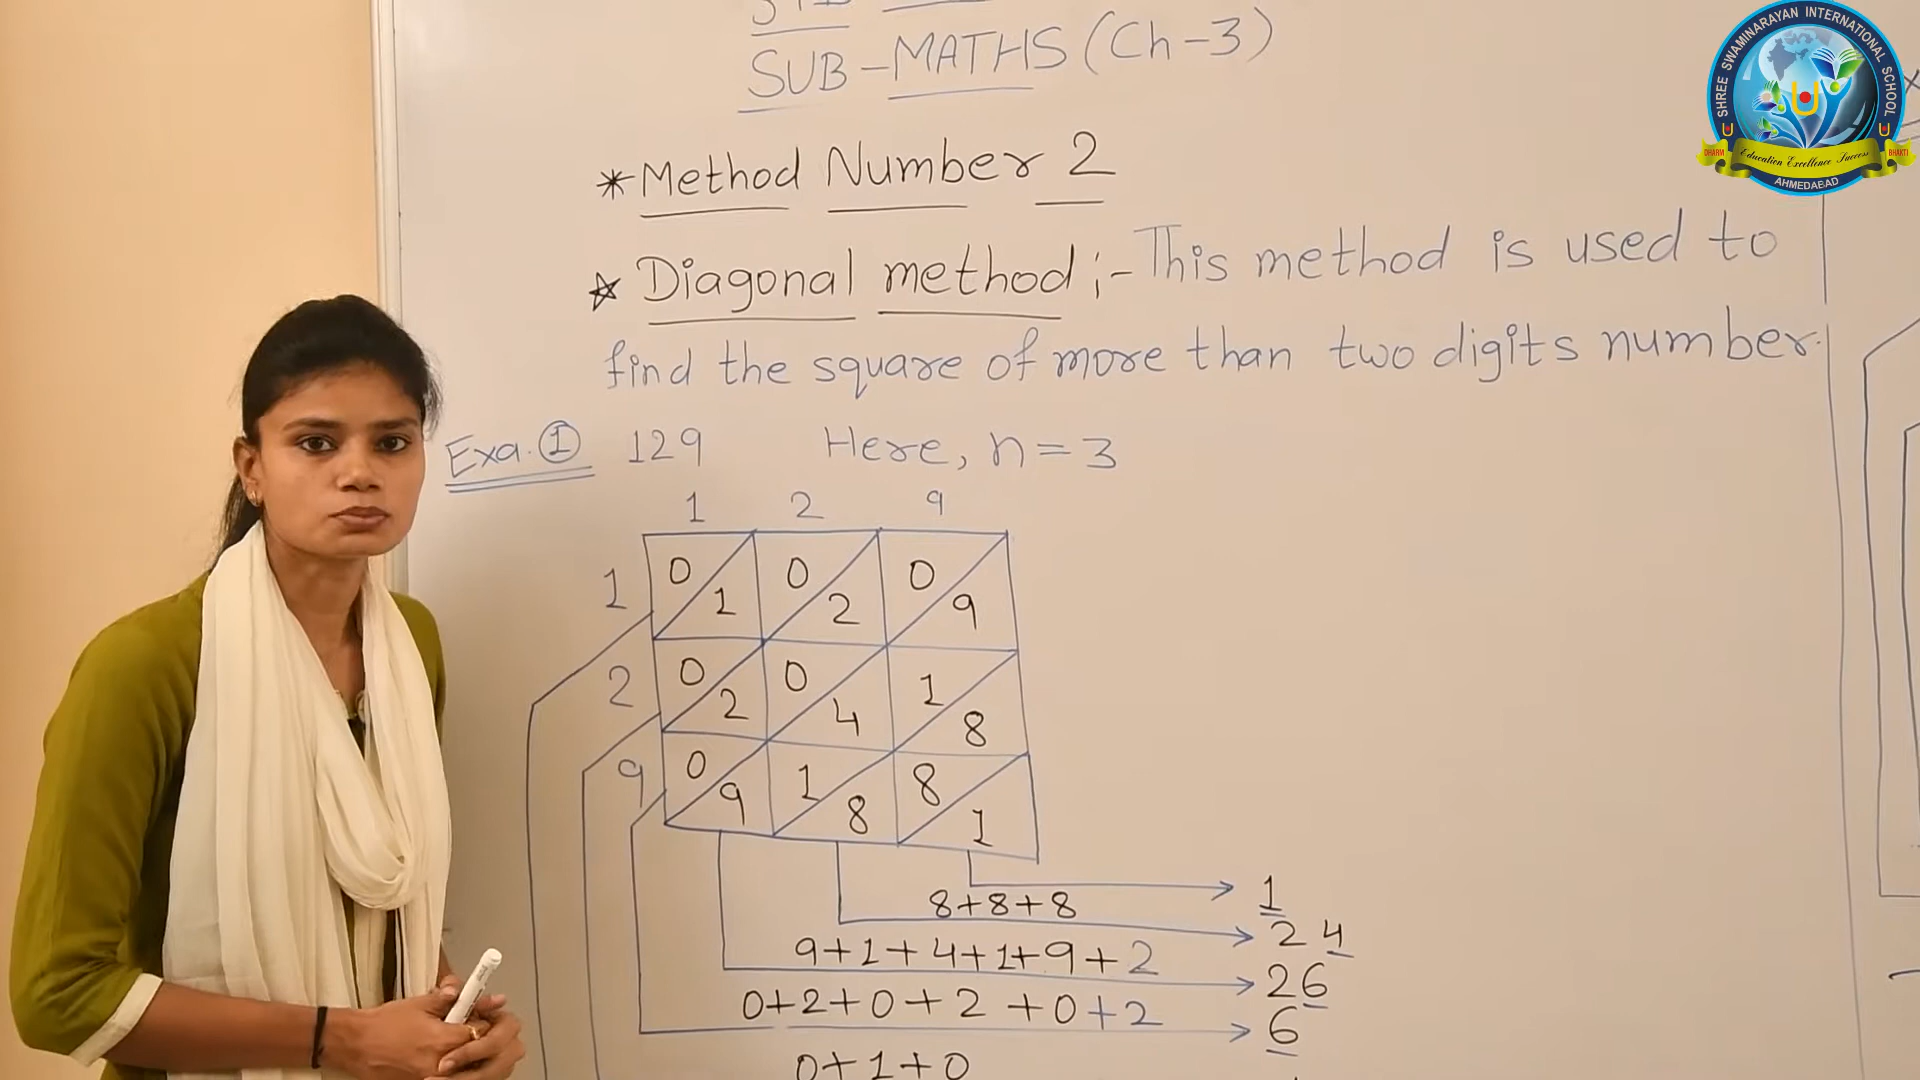 SUB - MATHS (Ch - 3)
* Method Number 2
☆ Diagonal method ;- This method is used to
find the square of more than two digits number.
Exa. ① 129 Here, n = 3
1 2 9
1 0 1 0 2 0 9
2 0 2 0 4 1 8
9 0 9 1 8 8 1
1
8+8+8 24
9+1+4+1+9+2 26
0+2+0+2+0+2 6
0+1+0
SHREE SWAMINARAYAN INTERNATIONAL SCHOOL
DHARM Education Excellence Success BHAKTI
AHMEDABAD